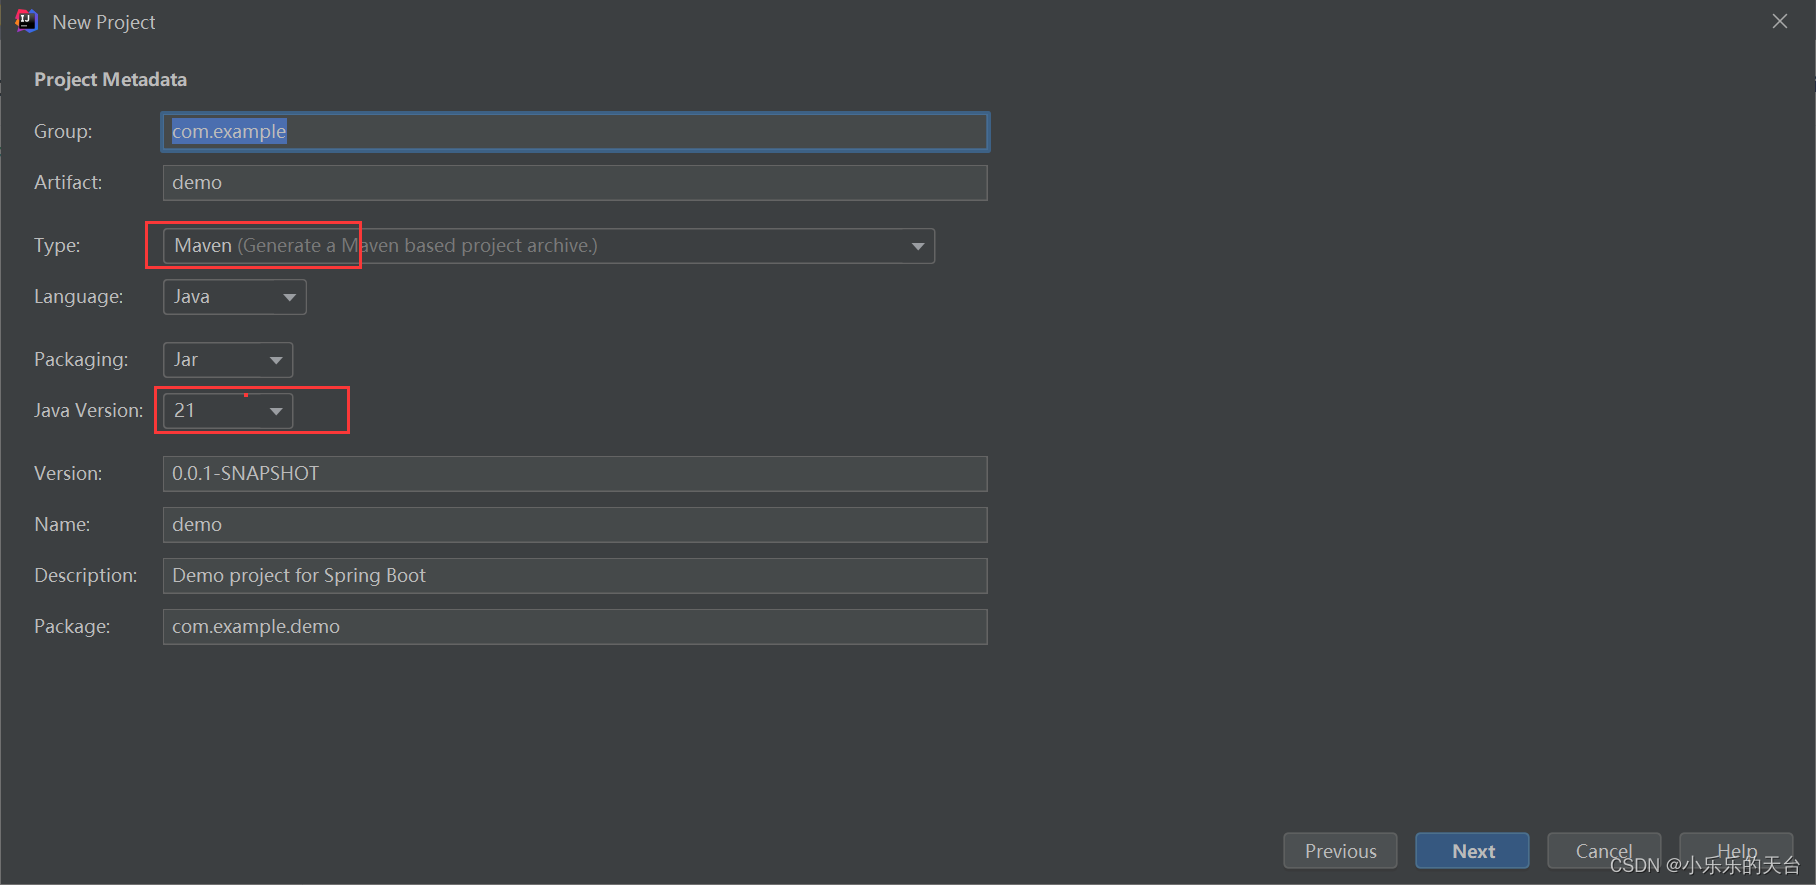 New Project
Project Metadata
Group: com.example
Artifact: demo
Type: Maven (Generate a Maven based project archive.)
Language: Java
Packaging: Jar
Java Version: 21
Version: 0.0.1-SNAPSHOT
Name: demo
Description: Demo project for Spring Boot
Package: com.example.demo
Previous Next Cancel Help
CSDN @小乐乐的天台